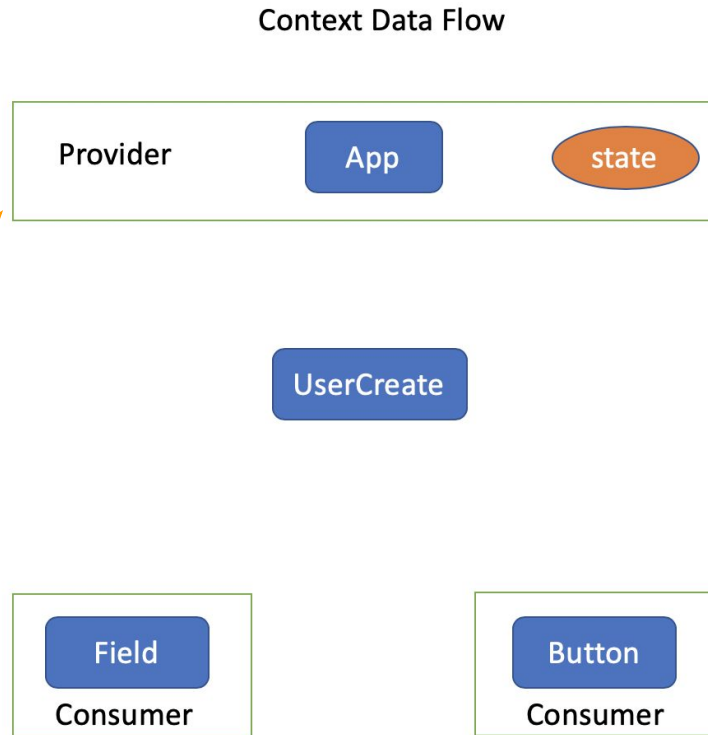 Context Data Flow
Provider
App
state
UserCreate
Field
Button
Consumer
Consumer